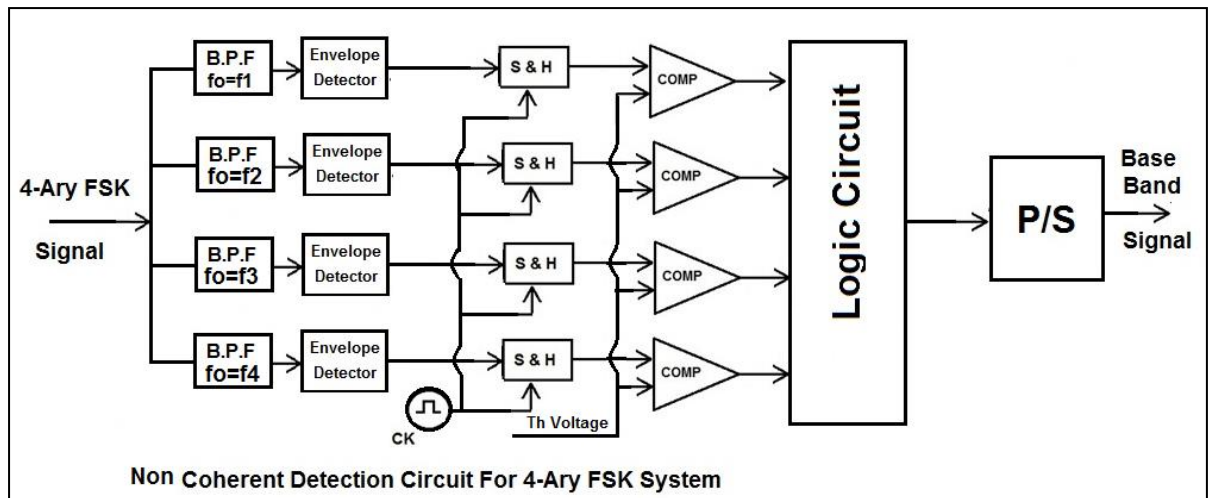 4-Ary FSK
Signal
B.P.F
fo=f1
Envelope
Detector
S & H
COMP
B.P.F
fo=f2
Envelope
Detector
S & H
COMP
B.P.F
fo=f3
Envelope
Detector
S & H
COMP
B.P.F
fo=f4
Envelope
Detector
S & H
COMP
CK
Th Voltage
Logic Circuit
P/S
Base
Band
Signal
Non Coherent Detection Circuit For 4-Ary FSK System